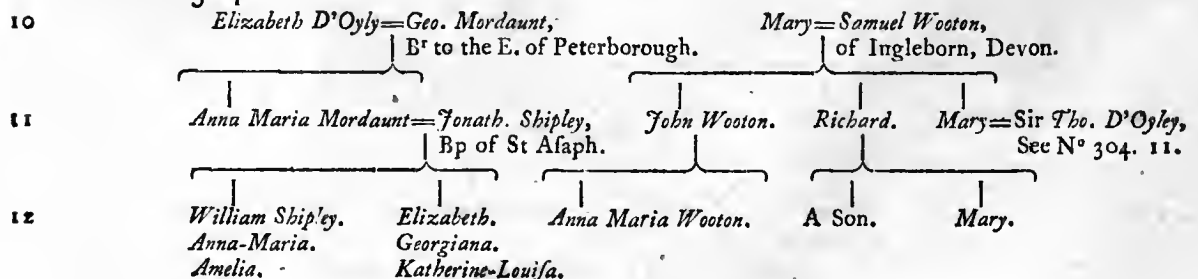 10 Elizabeth D'Oyly=Geo. Mordaunt, Mary=Samuel Wooton,
Bʳ to the E. of Peterborough. of Ingleborn, Devon.
11 Anna Maria Mordaunt=Jonath. Shipley, John Wooton. Richard. Mary=Sir Tho. D'Oyley,
Bp of St Aſaph. See Nº 304. 11.
12 William Shipley. Elizabeth. Anna Maria Wooton. A Son. Mary.
Anna-Maria. Georgiana.
Amelia. Katherine-Louiſa.